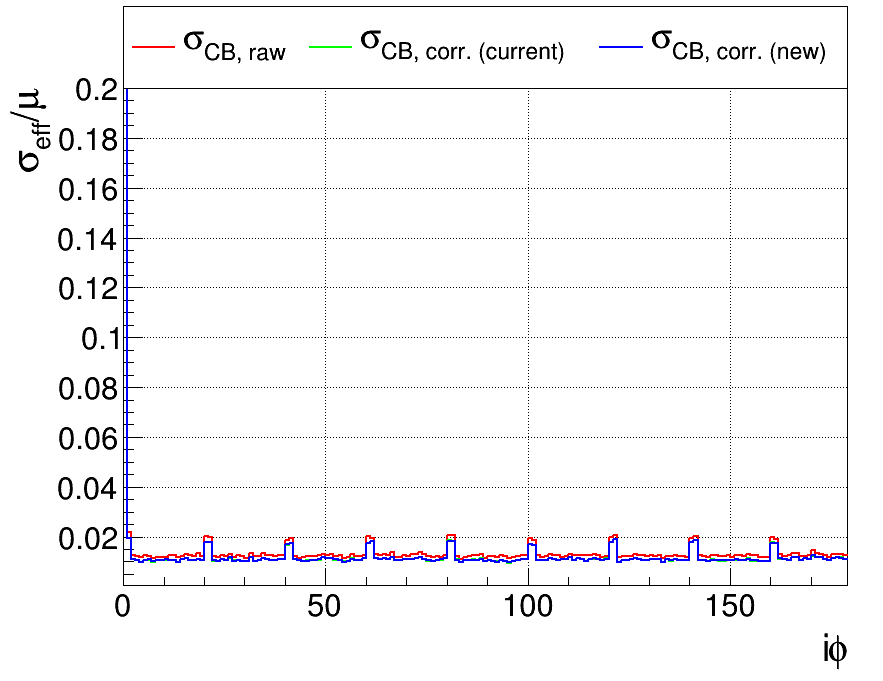 σCB, raw σCB, corr. (current) σCB, corr. (new)
σeff/μ
0.2
0.18
0.16
0.14
0.12
0.1
0.08
0.06
0.04
0.02
0 50 100 150
iϕ